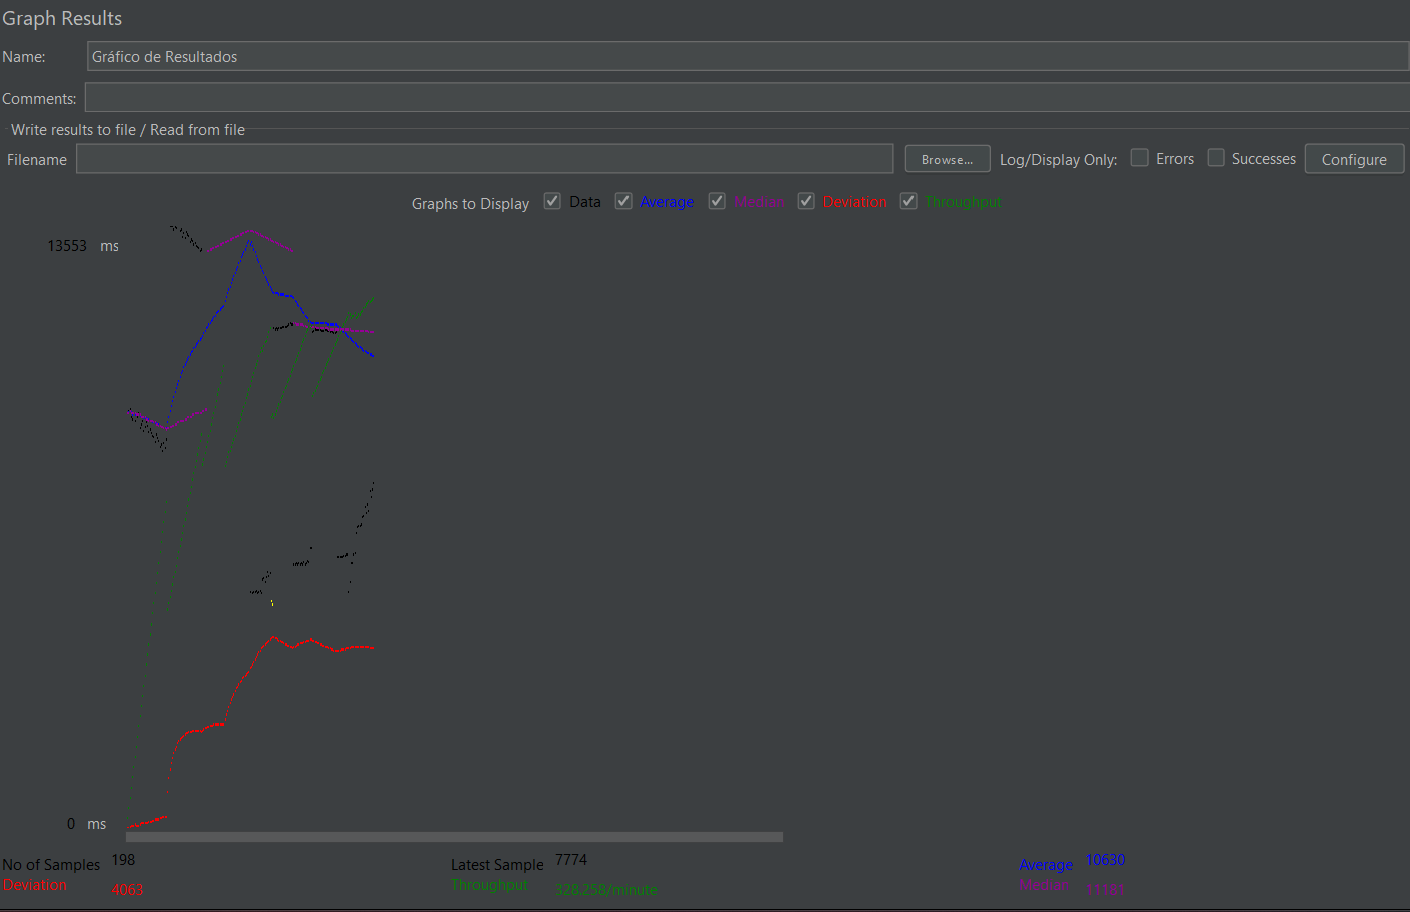 Graph Results
Name: Gráfico de Resultados
Comments:
Write results to file / Read from file
Filename Browse... Log/Display Only: Errors Successes Configure
Graphs to Display Data Average Median Deviation Throughput
13553 ms
0 ms
No of Samples 198 Latest Sample 7774 Average 10630
Deviation 4063 Throughput 328.258/minute Median